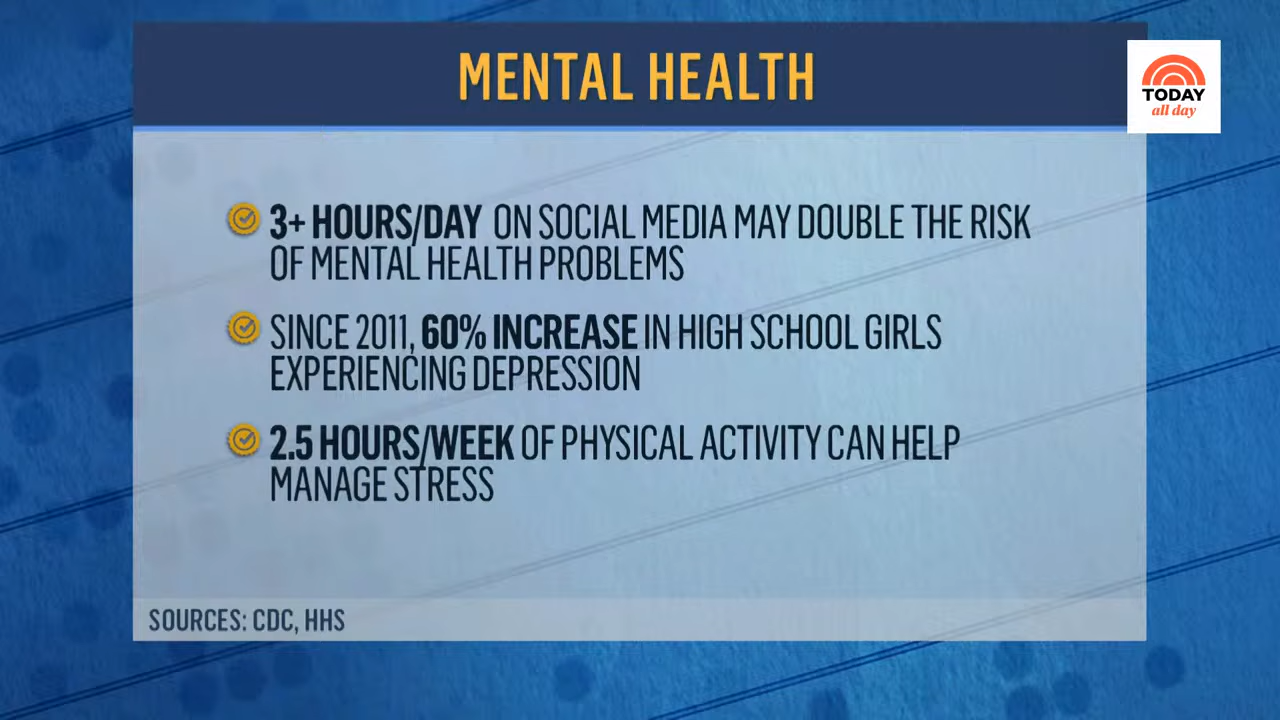 MENTAL HEALTH
TODAY
all day
3+ HOURS/DAY ON SOCIAL MEDIA MAY DOUBLE THE RISK
OF MENTAL HEALTH PROBLEMS
SINCE 2011, 60% INCREASE IN HIGH SCHOOL GIRLS
EXPERIENCING DEPRESSION
2.5 HOURS/WEEK OF PHYSICAL ACTIVITY CAN HELP
MANAGE STRESS
SOURCES: CDC, HHS